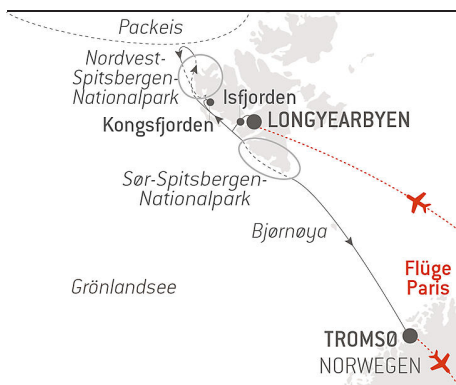 Packeis
Nordvest-
Spitsbergen-
Nationalpark
Isfjorden
Kongsfjorden
LONGYEARBYEN
Sør-Spitsbergen-
Nationalpark
Bjørnøya
Flüge
Paris
Grönlandsee
TROMSØ
NORWEGEN